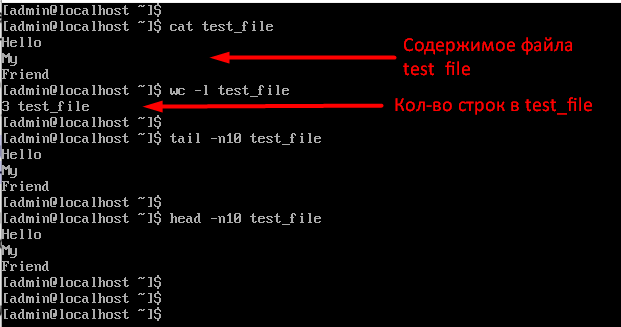 [admin@localhost ~]$
[admin@localhost ~]$ cat test_file
Hello
My
Friend
[admin@localhost ~]$ wc -l test_file
3 test_file
[admin@localhost ~]$
[admin@localhost ~]$ tail -n10 test_file
Hello
My
Friend
[admin@localhost ~]$
[admin@localhost ~]$ head -n10 test_file
Hello
My
Friend
[admin@localhost ~]$
[admin@localhost ~]$
[admin@localhost ~]$
Содержимое файла
test file
Кол-во строк в test_file